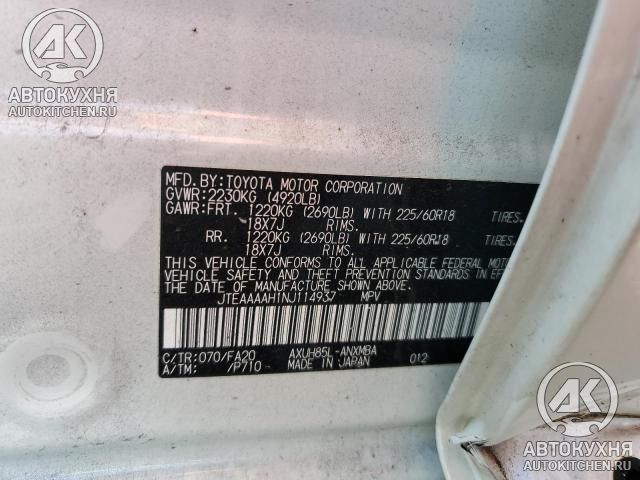 AK
АВТОКУХНЯ
AUTOKITCHEN.RU
MFD.BY:TOYOTA MOTOR CORPORATION
GVWR:2230KG (4920LB)
GAWR:FRT. 1220KG (2690LB) WITH 225/60R18 TIRES.
18X7J RIMS.
RR. 1220KG (2690LB) WITH 225/60R18 TIRES.
18X7J RIMS.
THIS VEHICLE CONFORMS TO ALL APPLICABLE FEDERAL MOTOR
VEHICLE SAFETY AND THEFT PREVENTION STANDARDS IN
THE DATE OF MANUFACTURE SHOWN ABOVE.
JTEAAAAH1NJ114937 MPV
C/TR:070/FA20 AXUH85L-ANXMBA
A/TM: /P710 MADE IN JAPAN 012
AK
АВТОКУХНЯ
AUTOKITCHEN.RU